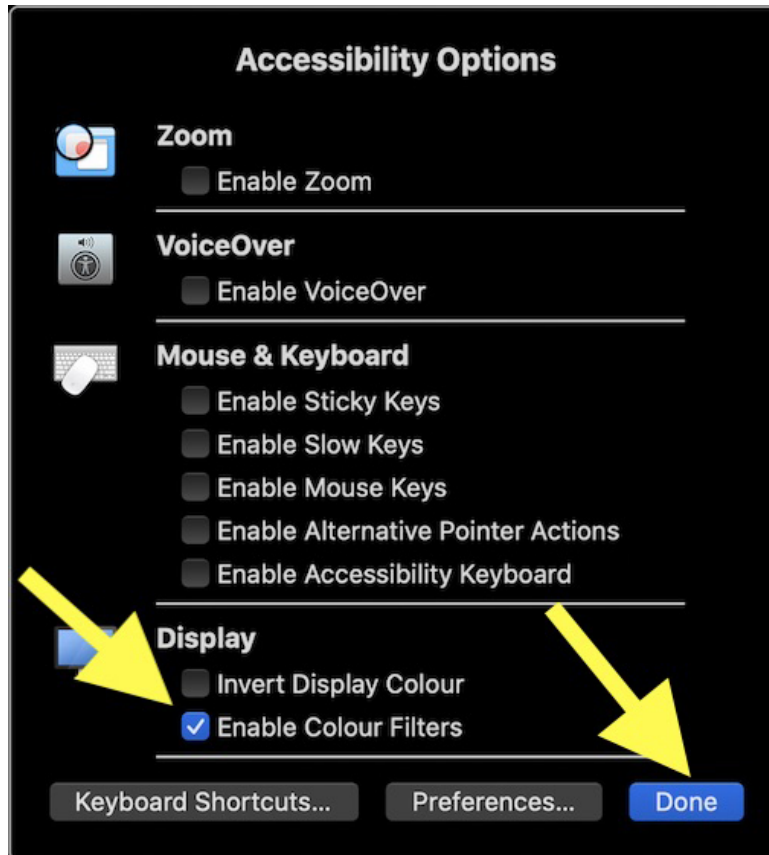 Accessibility Options
Zoom
Enable Zoom
VoiceOver
Enable VoiceOver
Mouse & Keyboard
Enable Sticky Keys
Enable Slow Keys
Enable Mouse Keys
Enable Alternative Pointer Actions
Enable Accessibility Keyboard
Display
Invert Display Colour
Enable Colour Filters
Keyboard Shortcuts... Preferences... Done